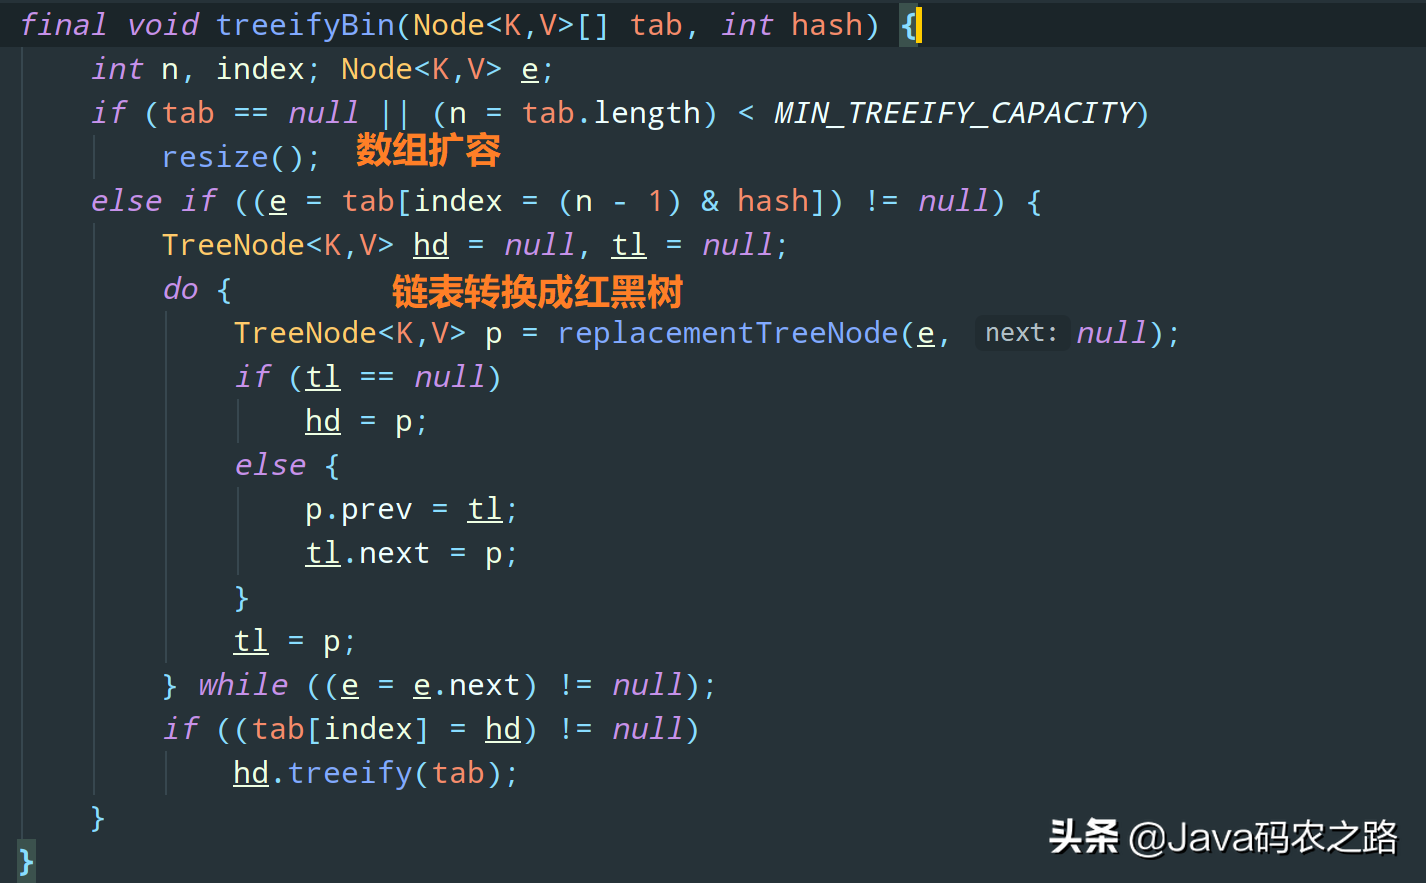 final void treeifyBin(Node<K,V>[] tab, int hash) {
int n, index; Node<K,V> e;
if (tab == null || (n = tab.length) < MIN_TREEIFY_CAPACITY)
resize(); 数组扩容
else if ((e = tab[index = (n - 1) & hash]) != null) {
TreeNode<K,V> hd = null, tl = null;
do { 链表转换成红黑树
TreeNode<K,V> p = replacementTreeNode(e, next: null);
if (tl == null)
hd = p;
else {
p.prev = tl;
tl.next = p;
}
tl = p;
} while ((e = e.next) != null);
if ((tab[index] = hd) != null)
hd.treeify(tab);
}
}
头条 @Java码农之路